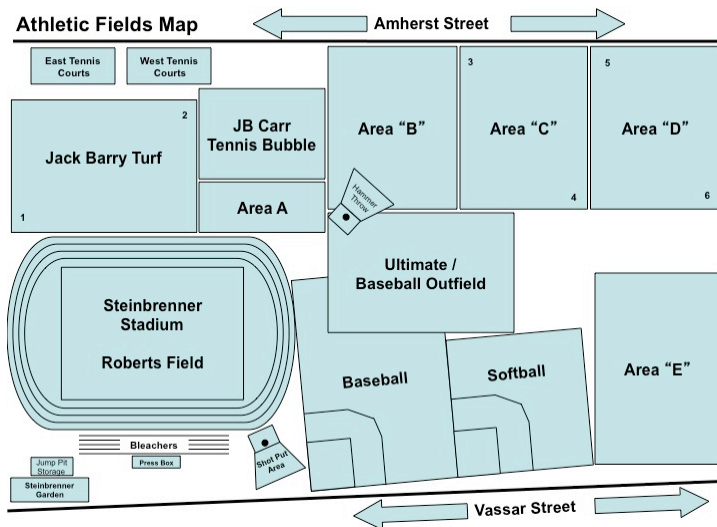 Athletic Fields Map
Amherst Street
East Tennis
Courts
West Tennis
Courts
3
5
2
JB Carr
Tennis Bubble
Area “B”
Area “C”
Area “D”
Jack Barry Turf
Hammer
Throw
4
6
1
Area A
Ultimate /
Baseball Outfield
Steinbrenner
Stadium
Roberts Field
Baseball
Softball
Area “E”
Bleachers
Press Box
Shot Put
Area
Jump Pit
Storage
Steinbrenner
Garden
Vassar Street